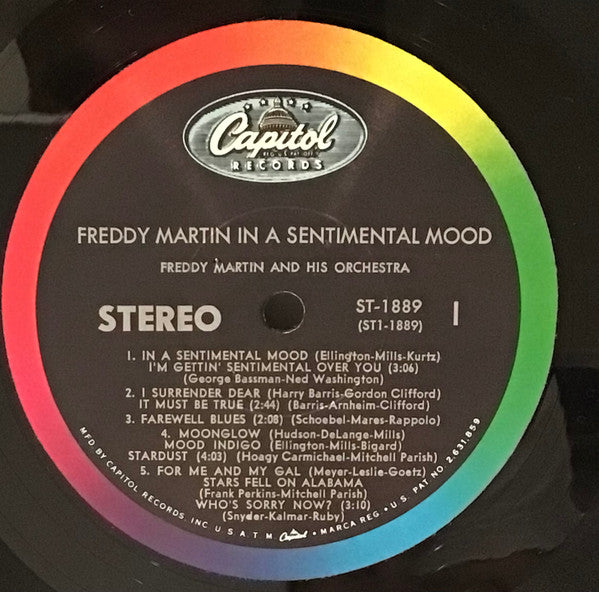 Capitol
RECORDS
FREDDY MARTIN IN A SENTIMENTAL MOOD
FREDDY MARTIN AND HIS ORCHESTRA
STEREO
ST-1889
(ST1-1889)
1
1. IN A SENTIMENTAL MOOD (Ellington-Mills-Kurtz)
I'M GETTIN' SENTIMENTAL OVER YOU (3:06)
(George Bassman-Ned Washington)
2. I SURRENDER DEAR (Harry Barris-Gordon Clifford)
IT MUST BE TRUE (2:44) (Barris-Arnheim-Clifford)
3. FAREWELL BLUES (2:08) (Schoebel-Mares-Rappolo)
4. MOONGLOW (Hudson-DeLange-Mills)
MOOD INDIGO (Ellington-Mills-Bigard)
STARDUST (4:03) (Hoagy Carmichael-Mitchell Parish)
5. FOR ME AND MY GAL (Meyer-Leslie-Goetz)
STARS FELL ON ALABAMA
(Frank Perkins-Mitchell Parish)
WHO'S SORRY NOW? (3:10)
(Snyder-Kalmar-Ruby)
MFD. BY CAPITOL RECORDS, INC. U.S.A. T.M. Capitol MARCA REG. • U.S. PAT. NO. 2,631,859